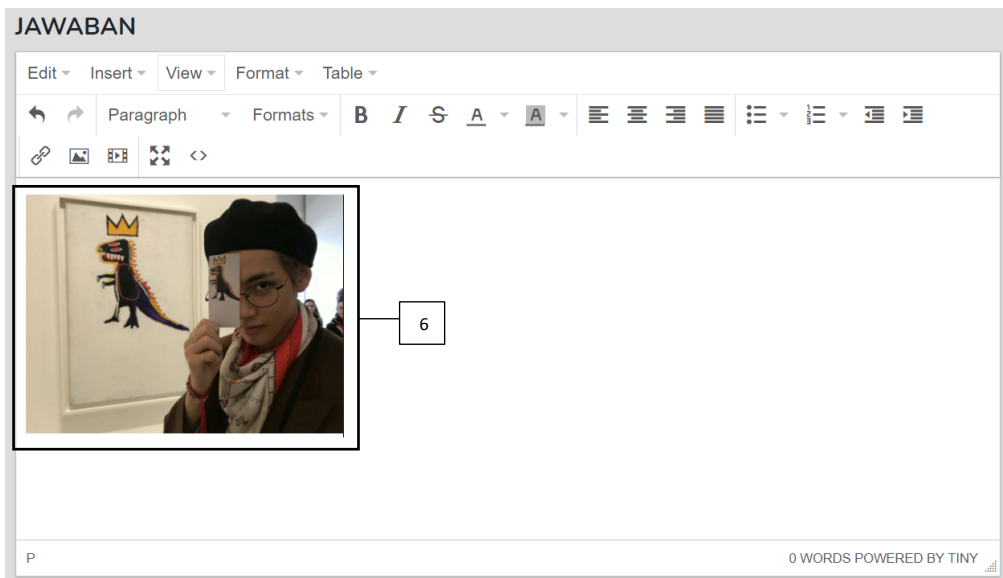 JAWABAN
Edit Insert View Format Table
Paragraph Formats B I S A A
6
P 0 WORDS POWERED BY TINY